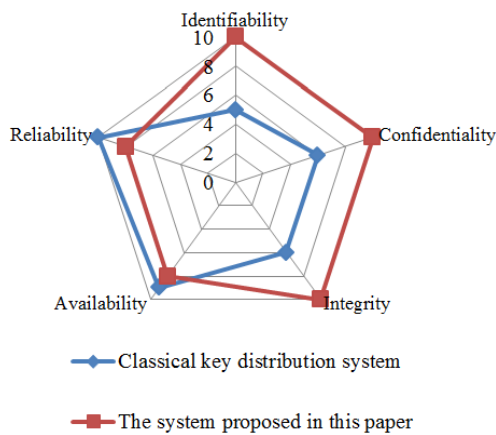 Identifiability
10
8
6
4
2
0
Reliability
Confidentiality
Availability
Integrity
Classical key distribution system
The system proposed in this paper